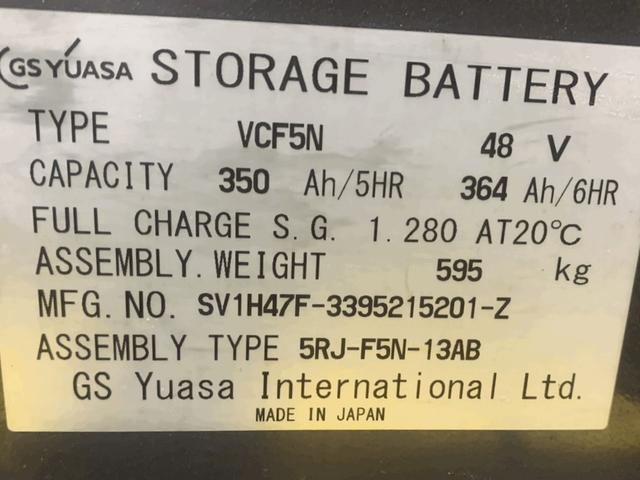 GS YUASA STORAGE BATTERY
TYPE VCF5N 48 V
CAPACITY 350 Ah/5HR 364 Ah/6HR
FULL CHARGE S.G. 1.280 AT20℃
ASSEMBLY.WEIGHT 595 kg
MFG.NO. SV1H47F-3395215201-Z
ASSEMBLY TYPE 5RJ-F5N-13AB
GS Yuasa International Ltd.
MADE IN JAPAN